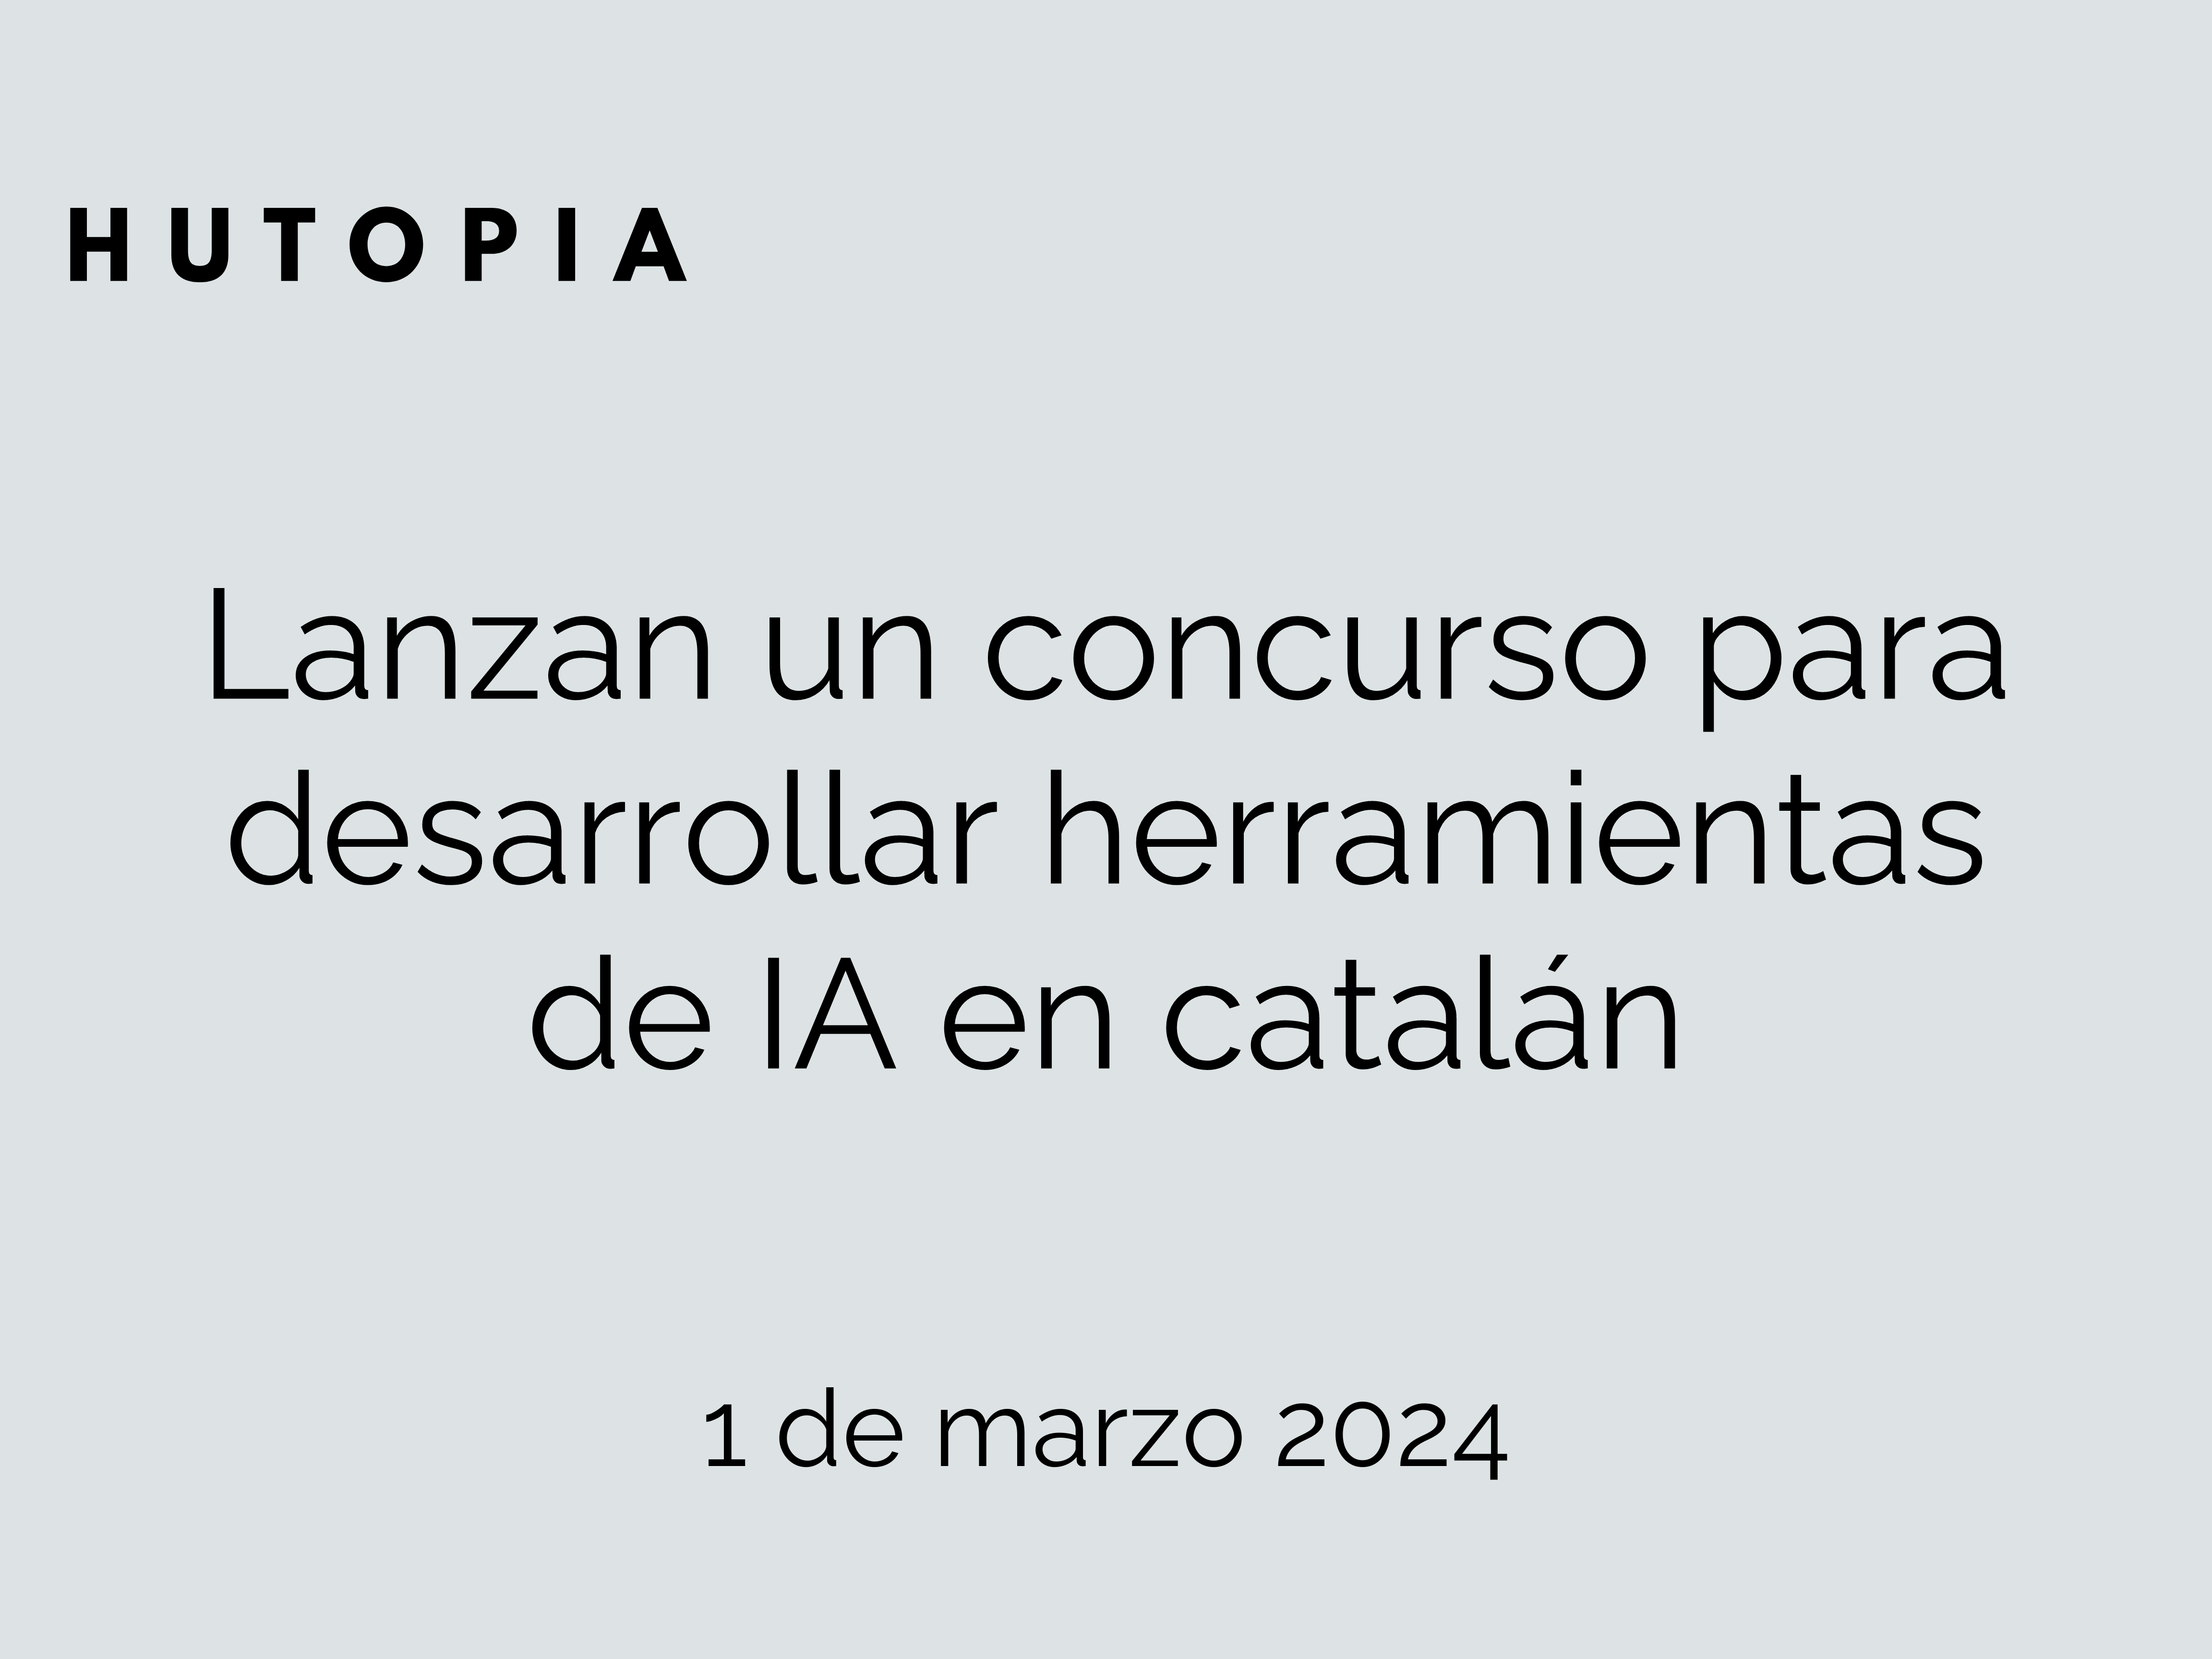 HUTOPIA
Lanzan un concurso para
desarrollar herramientas
de IA en catalán
1 de marzo 2024